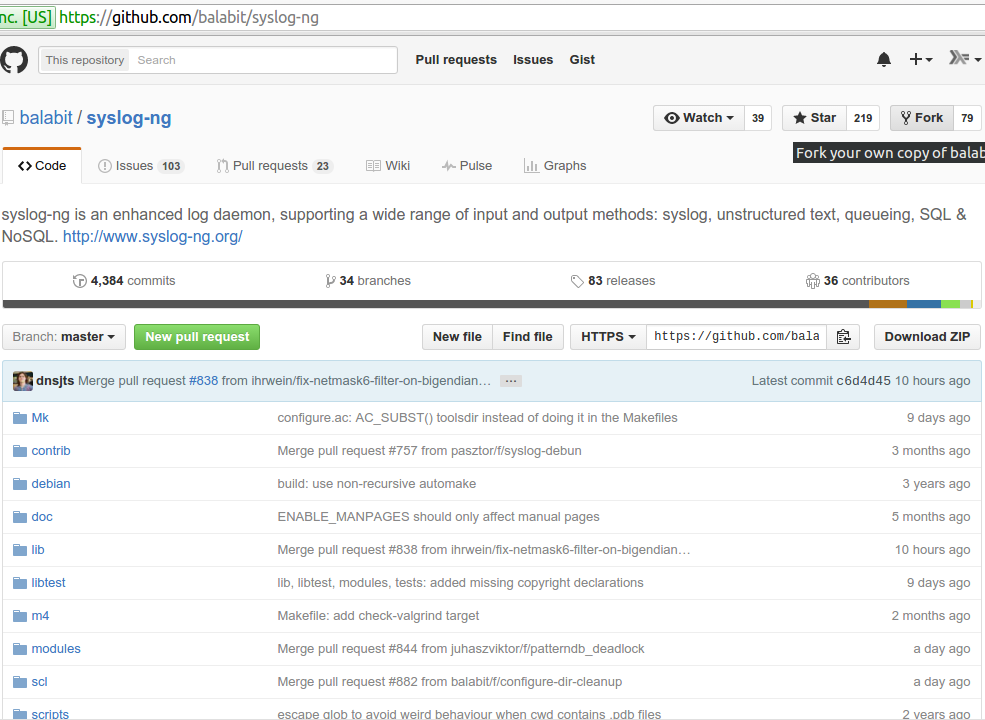 nc. [US] https://github.com/balabit/syslog-ng
This repository Search Pull requests Issues Gist
balabit / syslog-ng Watch 39 Star 219 Fork 79
Fork your own copy of balab
Code Issues 103 Pull requests 23 Wiki Pulse Graphs
syslog-ng is an enhanced log daemon, supporting a wide range of input and output methods: syslog, unstructured text, queueing, SQL &
NoSQL. http://www.syslog-ng.org/
4,384 commits 34 branches 83 releases 36 contributors
Branch: master New pull request New file Find file HTTPS https://github.com/bala Download ZIP
dnsjts Merge pull request #838 from ihrwein/fix-netmask6-filter-on-bigendian… … Latest commit c6d4d45 10 hours ago
Mk configure.ac: AC_SUBST() toolsdir instead of doing it in the Makefiles 9 days ago
contrib Merge pull request #757 from pasztor/f/syslog-debun 3 months ago
debian build: use non-recursive automake 3 years ago
doc ENABLE_MANPAGES should only affect manual pages 5 months ago
lib Merge pull request #838 from ihrwein/fix-netmask6-filter-on-bigendian… 10 hours ago
libtest lib, libtest, modules, tests: added missing copyright declarations 9 days ago
m4 Makefile: add check-valgrind target 2 months ago
modules Merge pull request #844 from juhaszviktor/f/patterndb_deadlock a day ago
scl Merge pull request #882 from balabit/f/configure-dir-cleanup a day ago
scripts escape glob to avoid weird behaviour when cwd contains .pdb files 2 years ago